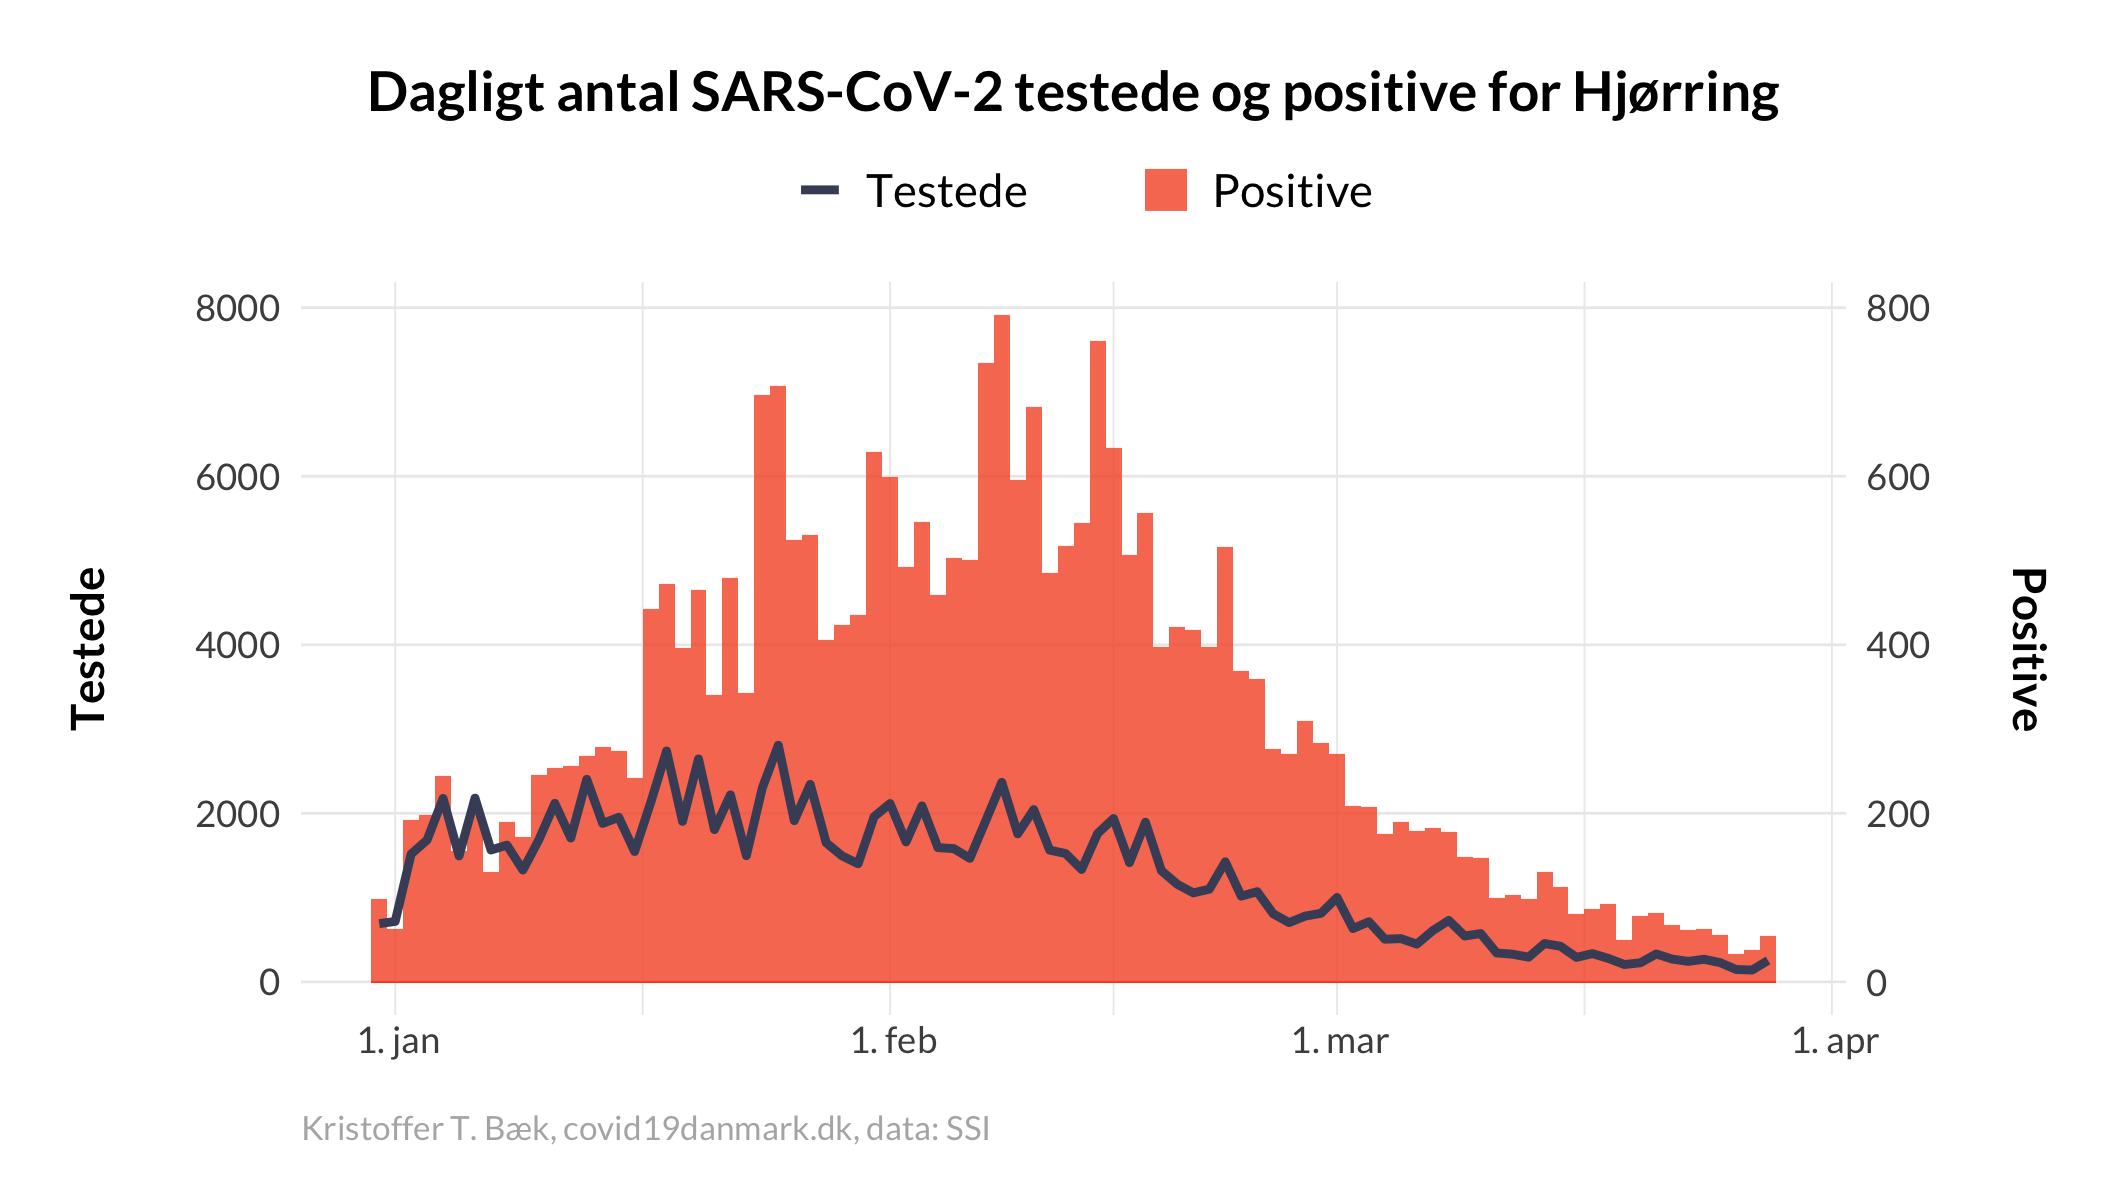 Dagligt antal SARS-CoV-2 testede og positive for Hjørring
Testede Positive
8000 800
6000 600
4000 400
2000 200
0 0
Testede
Positive
1. jan 1. feb 1. mar 1. apr
Kristoffer T. Bæk, covid19danmark.dk, data: SSI